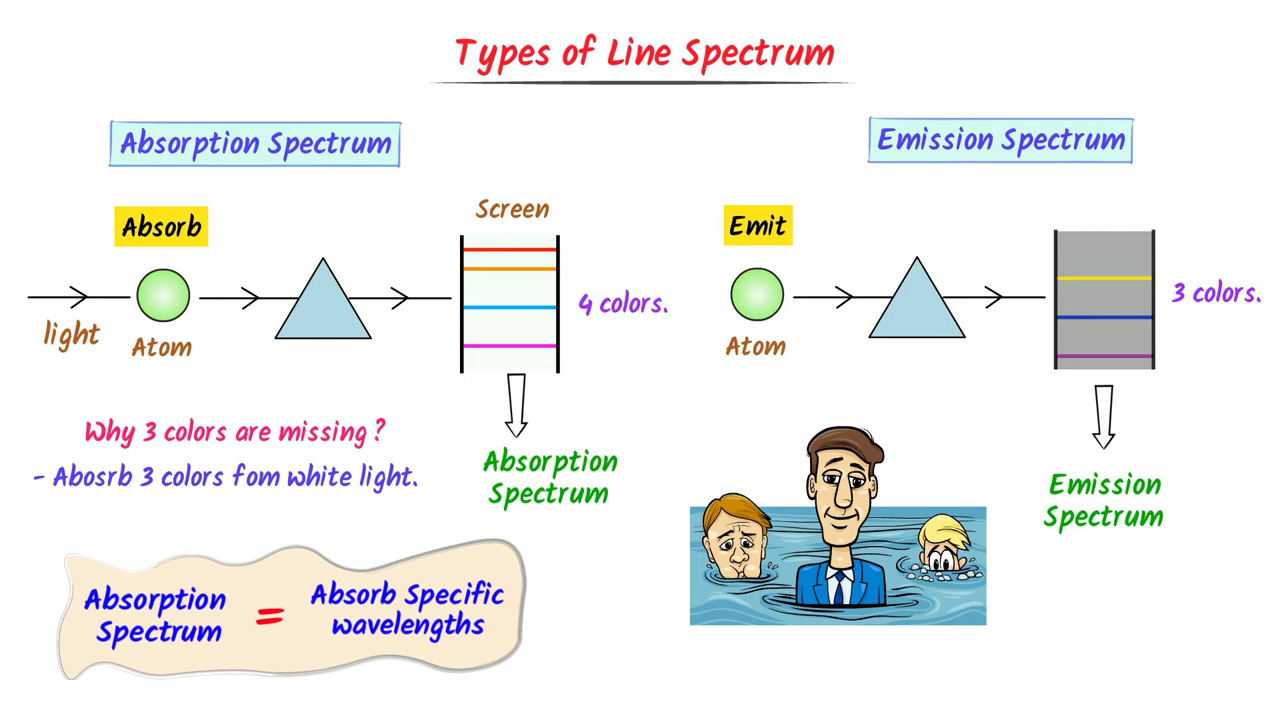 Types of Line Spectrum
Absorption Spectrum
Absorb
light
Atom
Screen
4 colors.
Why 3 colors are missing?
- Abosrb 3 colors fom white light.
Absorption
Spectrum
Absorption
Spectrum
=
Absorb Specific
wavelengths
Emission Spectrum
Emit
Atom
3 colors.
Emission
Spectrum